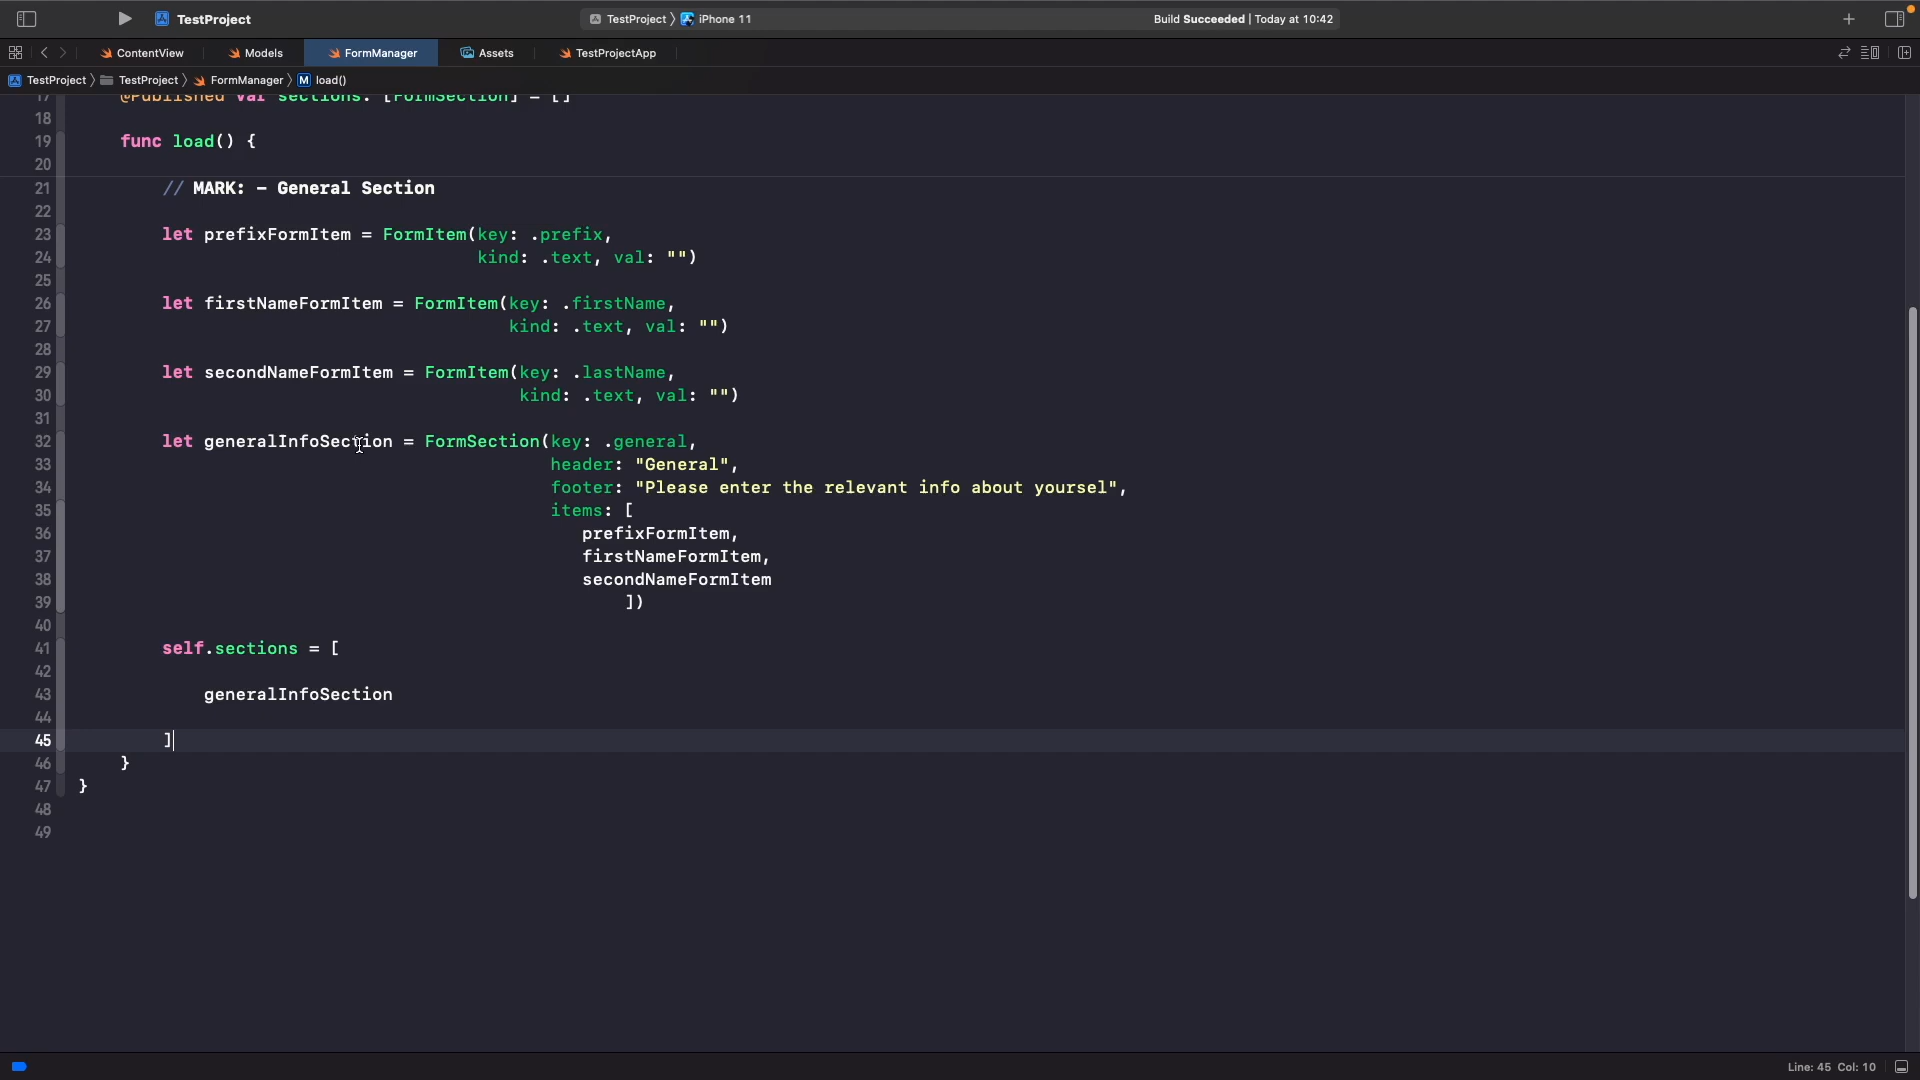 TestProject
TestProject 〉 iPhone 11
Build Succeeded | Today at 10:42
ContentView
Models
FormManager
Assets
TestProjectApp
TestProject 〉 TestProject 〉 FormManager 〉 M load()
17 @Published var sections: [FormSection] = []
18
19 func load() {
20
21 // MARK: - General Section
22
23 let prefixFormItem = FormItem(key: .prefix,
24 kind: .text, val: "")
25
26 let firstNameFormItem = FormItem(key: .firstName,
27 kind: .text, val: "")
28
29 let secondNameFormItem = FormItem(key: .lastName,
30 kind: .text, val: "")
31
32 let generalInfoSection = FormSection(key: .general,
33 header: "General",
34 footer: "Please enter the relevant info about yoursel",
35 items: [
36 prefixFormItem,
37 firstNameFormItem,
38 secondNameFormItem
39 ])
40
41 self.sections = [
42
43 generalInfoSection
44
45 ]
46 }
47 }
48
49
Line: 45 Col: 10